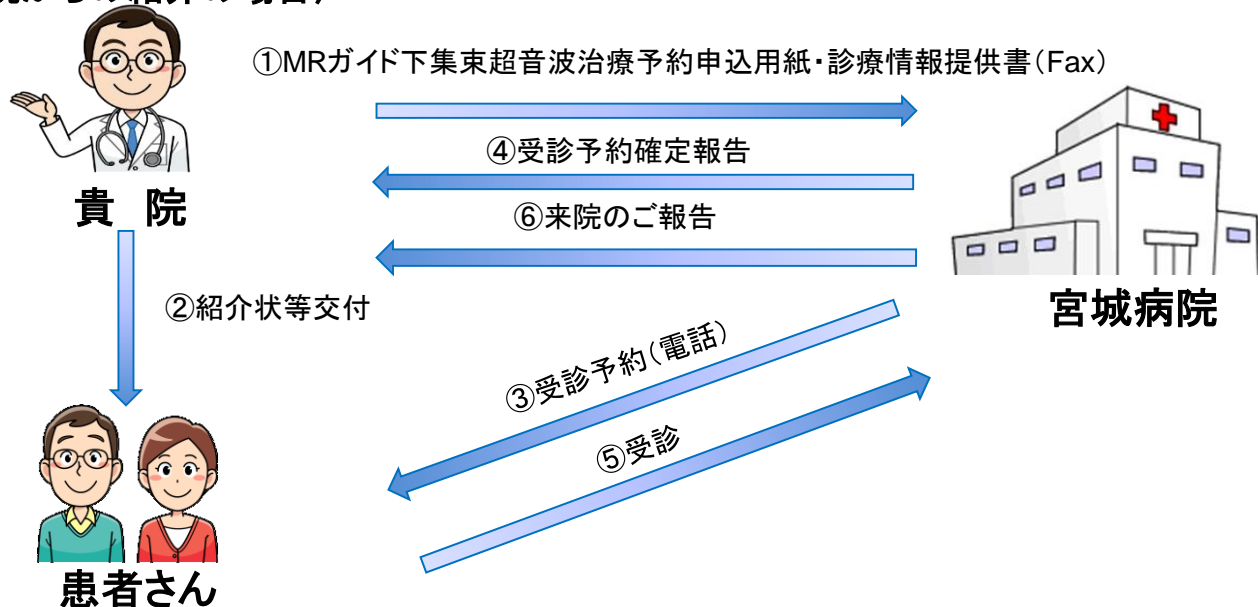 ①MRガイド下集束超音波治療予約申込用紙・診療情報提供書(Fax)
④受診予約確定報告
貴 院
⑥来院のご報告
②紹介状等交付
宮城病院
③受診予約(電話)
⑤受診
患者さん